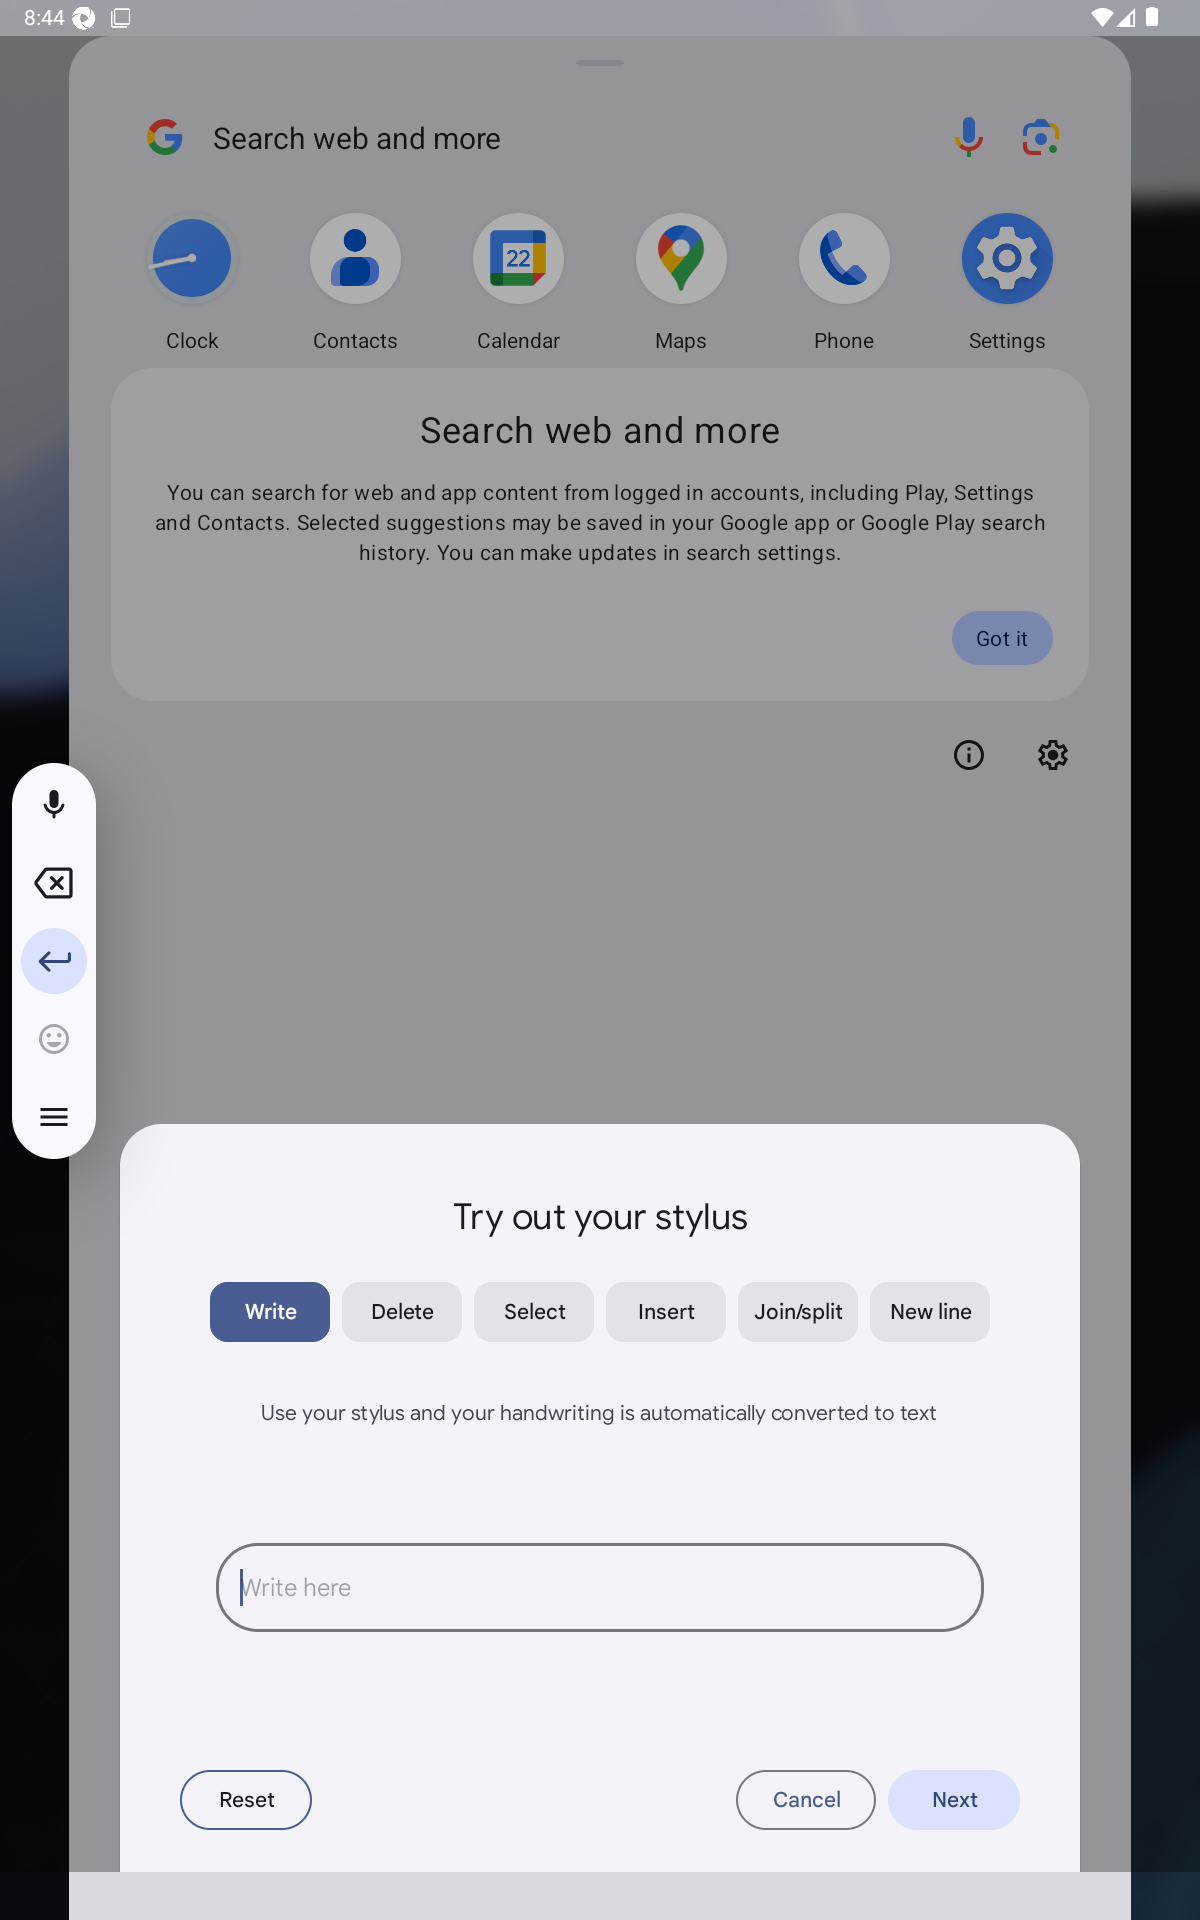 8:44
Search web and more
22
Clock Contacts Calendar Maps Phone Settings
Search web and more
You can search for web and app content from logged in accounts, including Play, Settings
and Contacts. Selected suggestions may be saved in your Google app or Google Play search
history. You can make updates in search settings.
Got it
Try out your stylus
Write Delete Select Insert Join/split New line
Use your stylus and your handwriting is automatically converted to text
Write here
Reset Cancel Next